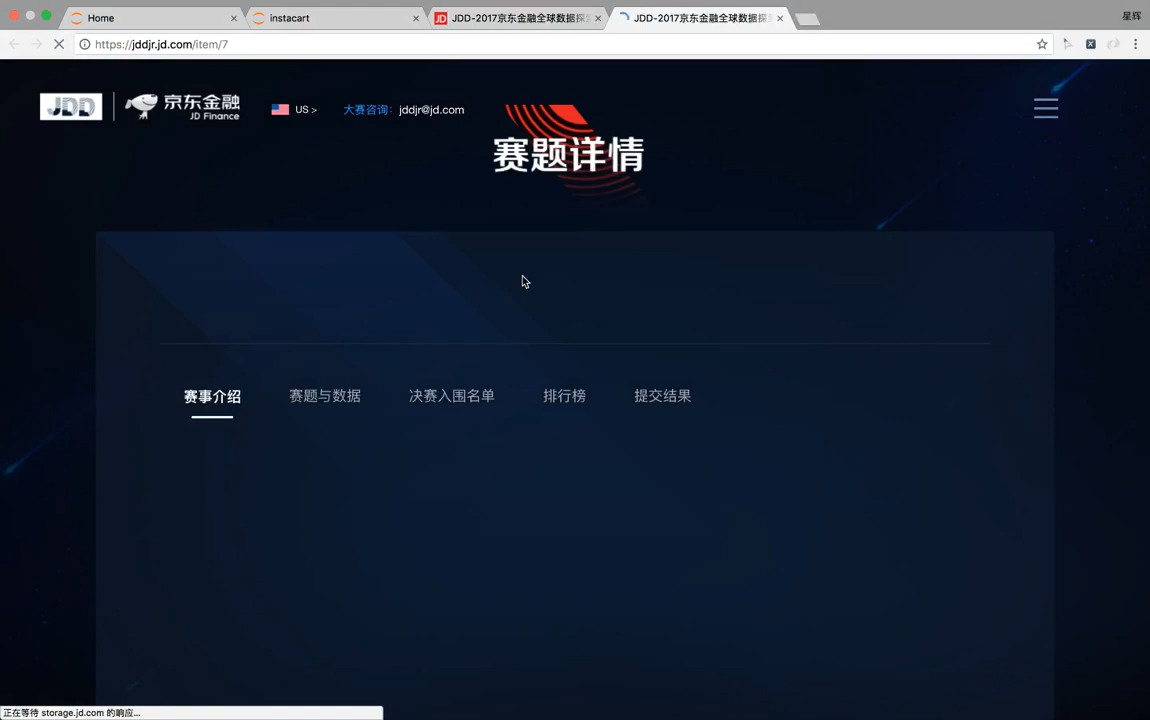 Home
instacart
JDD-2017京东金融全球数据探
JDD-2017京东金融全球数据探
星辉
https://jddjr.jd.com/item/7
JDD
京东金融
JD Finance
US >
大赛咨询: jddjr@jd.com
赛题详情
赛事介绍
赛题与数据
决赛入围名单
排行榜
提交结果
正在等待 storage.jd.com 的响应...